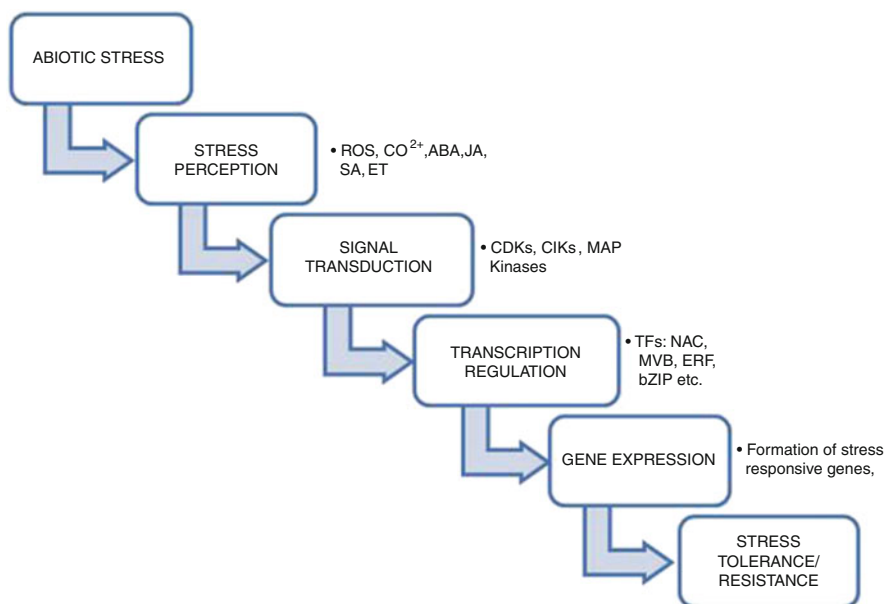 ABIOTIC STRESS
STRESS
PERCEPTION
• ROS, CO²⁺,ABA,JA,
SA, ET
SIGNAL
TRANSDUCTION
• CDKs, CIKs, MAP
Kinases
TRANSCRIPTION
REGULATION
• TFs: NAC,
MVB, ERF,
bZIP etc.
GENE EXPRESSION
• Formation of stress
responsive genes,
STRESS
TOLERANCE/
RESISTANCE